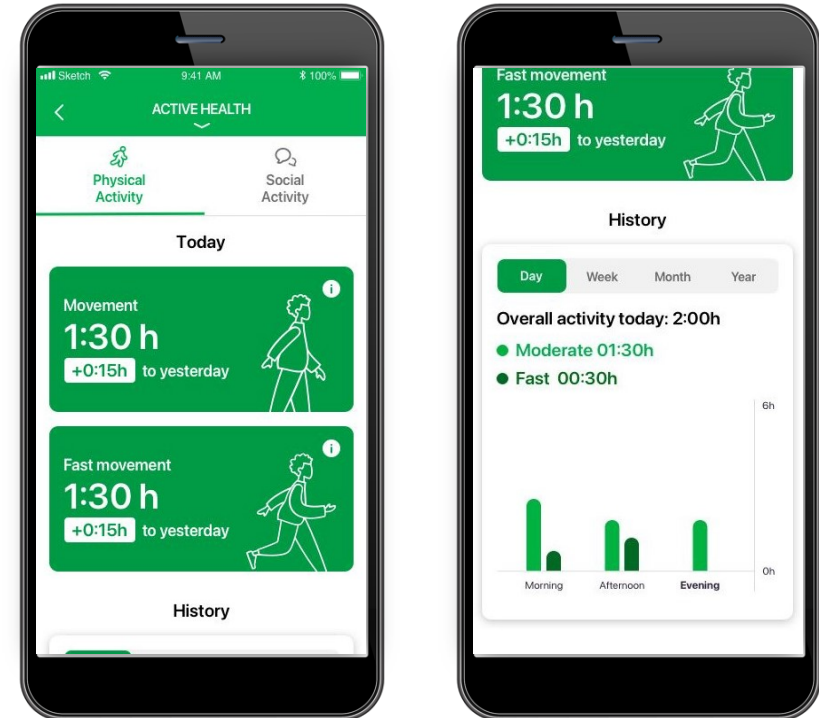 Sketch 9:41 AM 100%
ACTIVE HEALTH
Physical Activity
Social Activity
Today
Movement
1:30 h
+0:15h to yesterday
i
Fast movement
1:30 h
+0:15h to yesterday
i
History
Fast movement
1:30 h
+0:15h to yesterday
History
Day Week Month Year
Overall activity today: 2:00h
Moderate 01:30h
Fast 00:30h
6h
0h
Morning Afternoon Evening